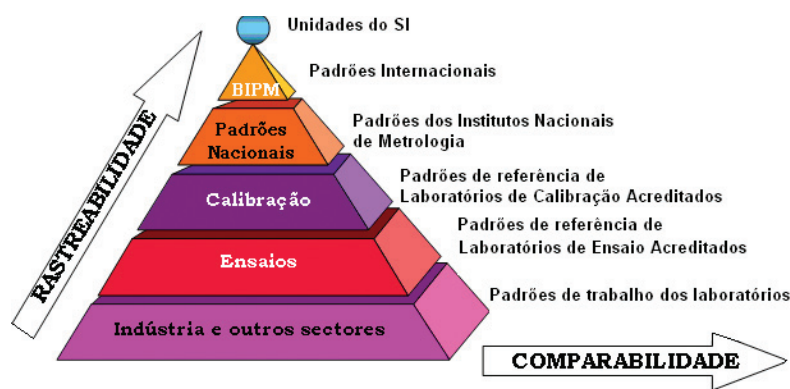 Unidades do SI
BIPM
Padrões Internacionais
Padrões
Nacionais
Padrões dos Institutos Nacionais
de Metrologia
Calibração
Padrões de referência de
Laboratórios de Calibração Acreditados
Ensaios
Padrões de referência de
Laboratórios de Ensaio Acreditados
Indústria e outros sectores
Padrões de trabalho dos laboratórios
RASTREABILIDADE
COMPARABILIDADE